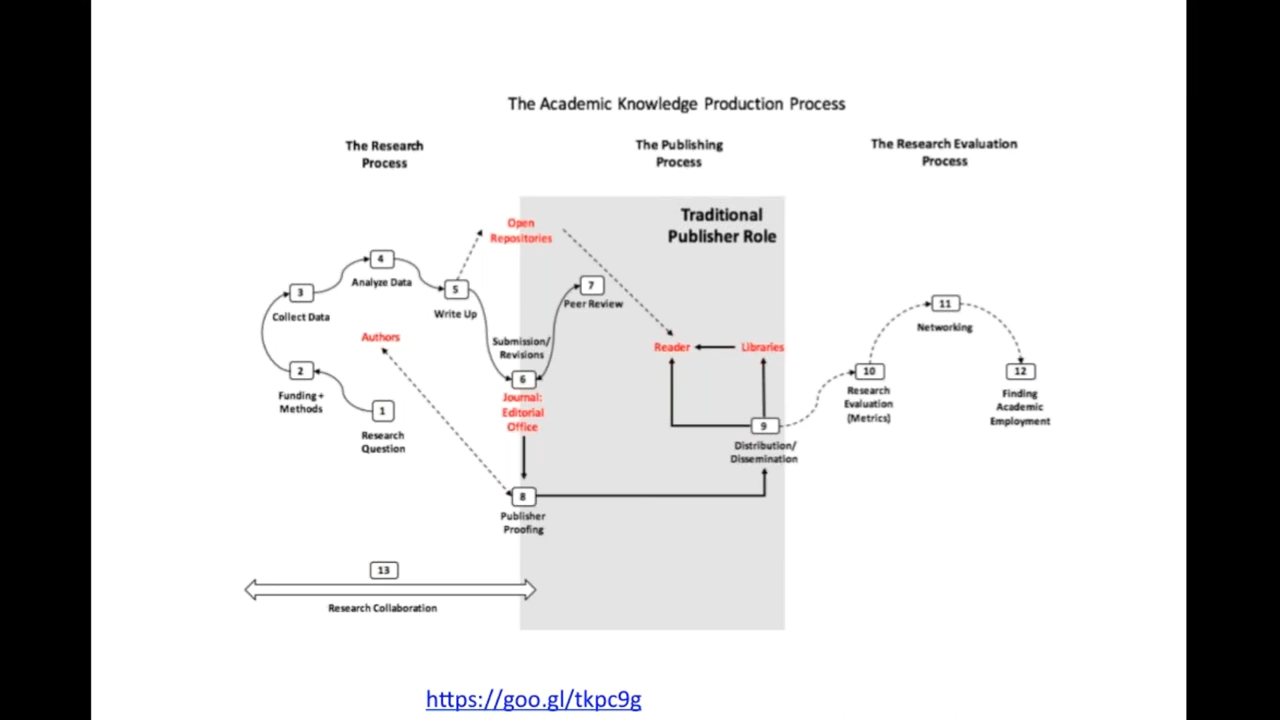 The Academic Knowledge Production Process
The Research
Process
The Publishing
Process
The Research Evaluation
Process
Traditional
Publisher Role
Open
Repositories
4
Analyze Data
3
Collect Data
5
Write Up
7
Peer Review
Authors
Submission/
Revisions
6
Journal:
Editorial
Office
Reader
Libraries
2
Funding +
Methods
1
Research
Question
9
Distribution/
Dissemination
8
Publisher
Proofing
11
Networking
10
Research
Evaluation
(Metrics)
12
Finding
Academic
Employment
13
Research Collaboration
https://goo.gl/tkpc9g